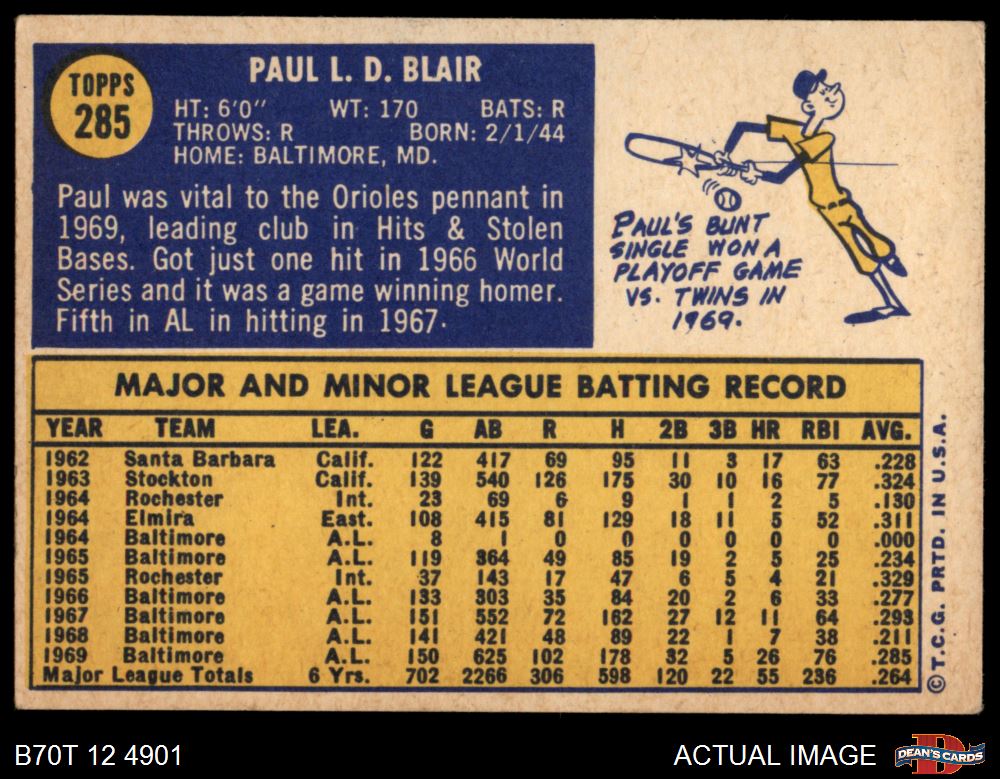 TOPPS
285
PAUL L. D. BLAIR
HT: 6'0" WT: 170 BATS: R
THROWS: R BORN: 2/1/44
HOME: BALTIMORE, MD.
Paul was vital to the Orioles pennant in
1969, leading club in Hits & Stolen
Bases. Got just one hit in 1966 World
Series and it was a game winning homer.
Fifth in AL in hitting in 1967.
PAUL'S BUNT
SINGLE WON A
PLAYOFF GAME
VS. TWINS IN
1969.
MAJOR AND MINOR LEAGUE BATTING RECORD
YEAR TEAM LEA. G AB R H 2B 3B HR RBI AVG.
1962 Santa Barbara Calif. 122 417 69 95 11 3 17 63 .228
1963 Stockton Calif. 139 540 126 175 30 10 16 77 .324
1964 Rochester Int. 23 69 6 9 1 1 2 5 .130
1964 Elmira East. 108 415 81 129 18 11 5 52 .311
1964 Baltimore A.L. 8 1 0 0 0 0 0 0 .000
1965 Baltimore A.L. 119 364 49 85 19 2 5 25 .234
1965 Rochester Int. 37 143 17 47 6 5 4 21 .329
1966 Baltimore A.L. 133 303 35 84 20 2 6 33 .277
1967 Baltimore A.L. 151 552 72 162 27 12 11 64 .293
1968 Baltimore A.L. 141 421 48 89 22 1 7 38 .211
1969 Baltimore A.L. 150 625 102 178 32 5 26 76 .285
Major League Totals 6 Yrs. 702 2266 306 598 120 22 55 236 .264
© T.C.G. PRTD. IN U.S.A.
B70T 12 4901
ACTUAL IMAGE
D
DEAN'S CARDS